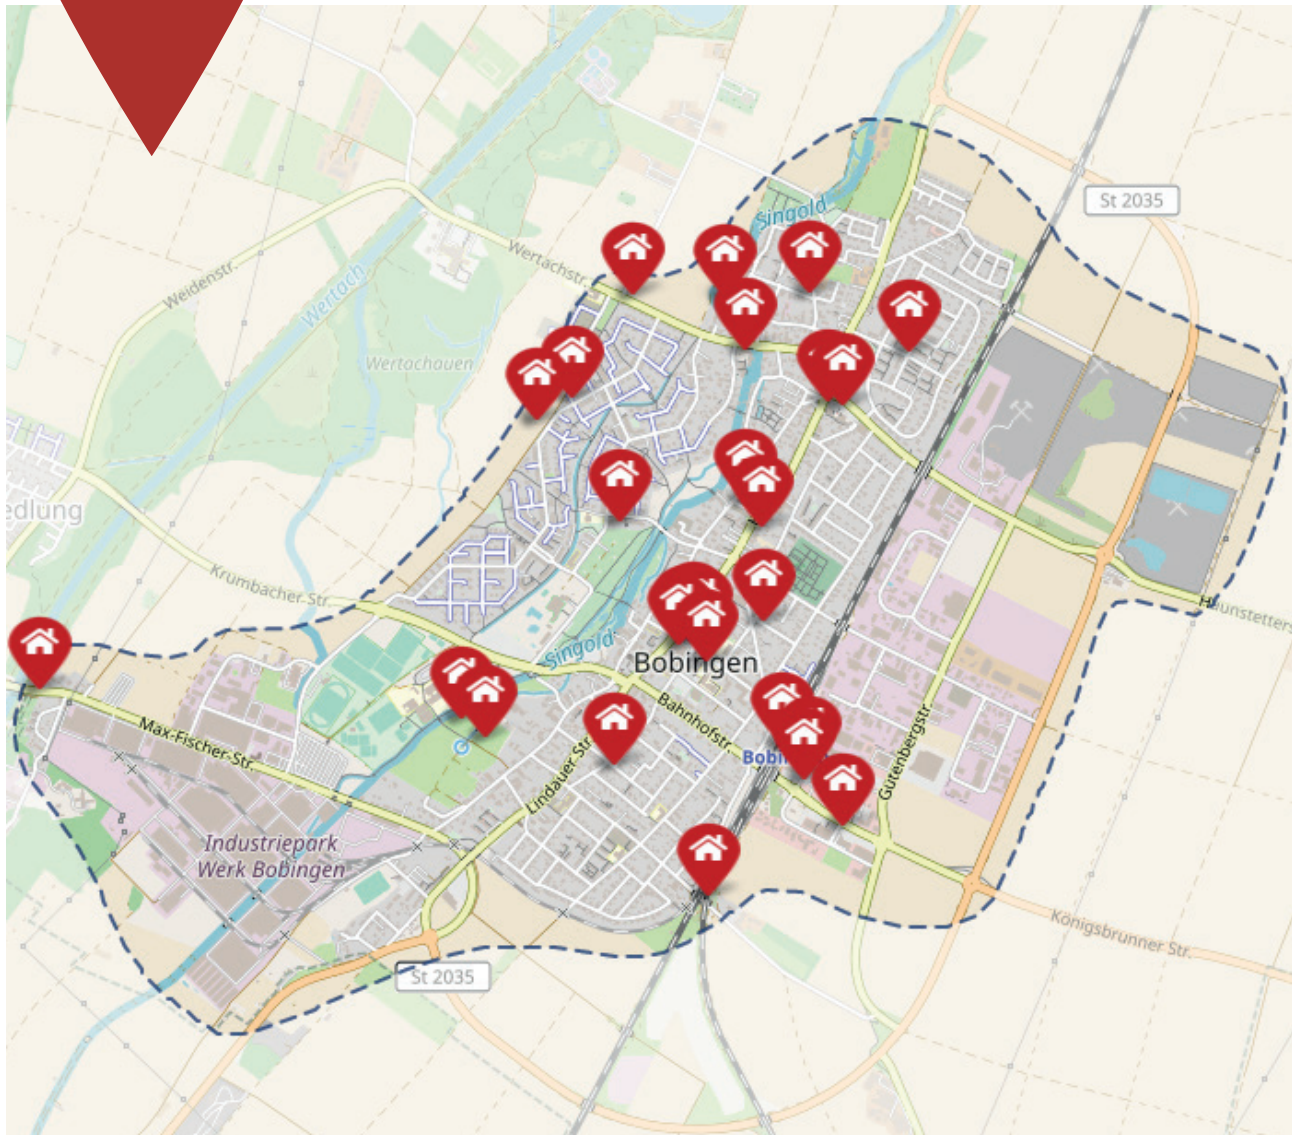 St 2035
Singold
Wertachstr.
Weidenstr.
Wertach
Wertachauen
edlung
Krumbacher Str.
Haunstetters
Singold
Bobingen
Bahnhofstr.
Max-Fischer-Str.
Lindauer Str.
Gutenbergstr.
Industriepark
Werk Bobingen
Königsbrunner Str.
St 2035